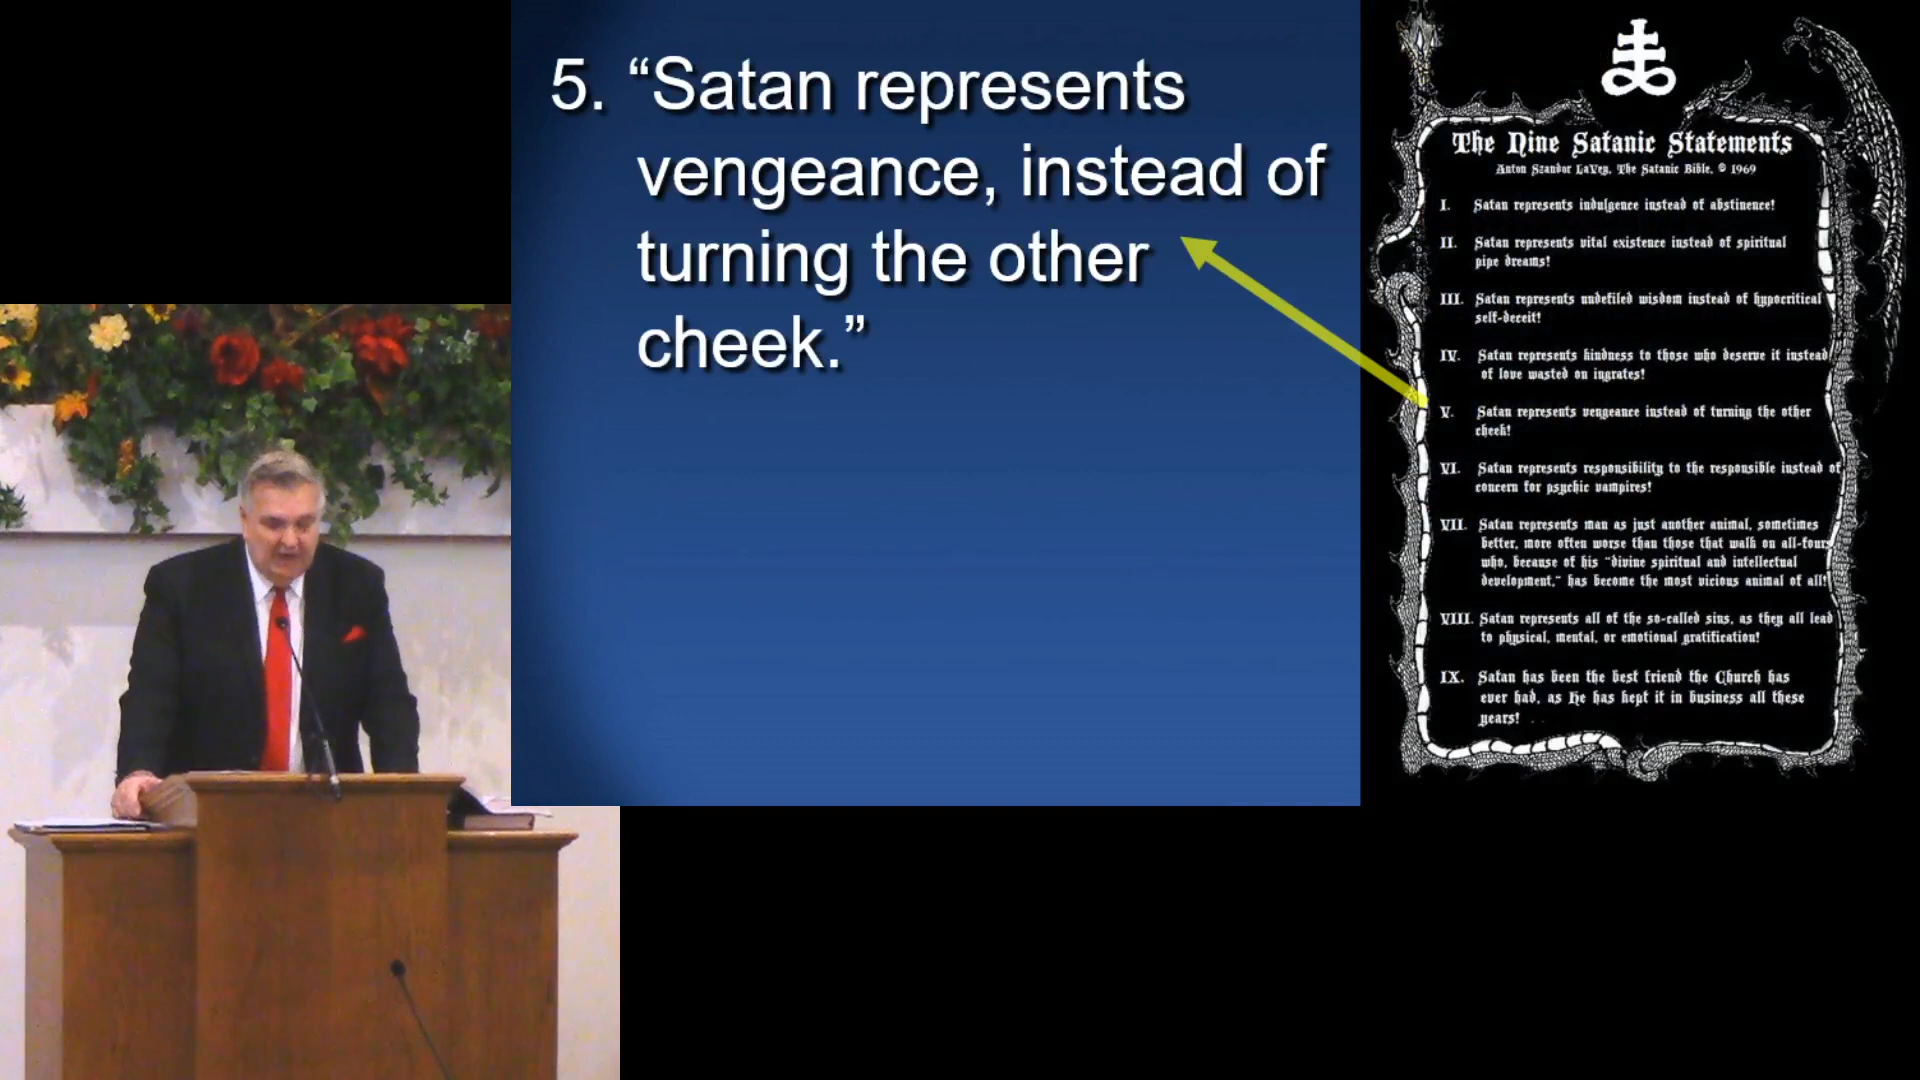 5. “Satan represents
vengeance, instead of
turning the other
cheek.”
The Nine Satanic Statements
Anton Szandor LaVey, The Satanic Bible, © 1969
I. Satan represents indulgence instead of abstinence!
II. Satan represents vital existence instead of spiritual
pipe dreams!
III. Satan represents undefiled wisdom instead of hypocritical
self-deceit!
IV. Satan represents kindness to those who deserve it instead
of love wasted on ingrates!
V. Satan represents vengeance instead of turning the other
cheek!
VI. Satan represents responsibility to the responsible instead of
concern for psychic vampires!
VII. Satan represents man as just another animal, sometimes
better, more often worse than those that walk on all-fours,
who, because of his "divine spiritual and intellectual
development," has become the most vicious animal of all!
VIII. Satan represents all of the so-called sins, as they all lead
to physical, mental, or emotional gratification!
IX. Satan has been the best friend the Church has
ever had, as He has kept it in business all these
years!